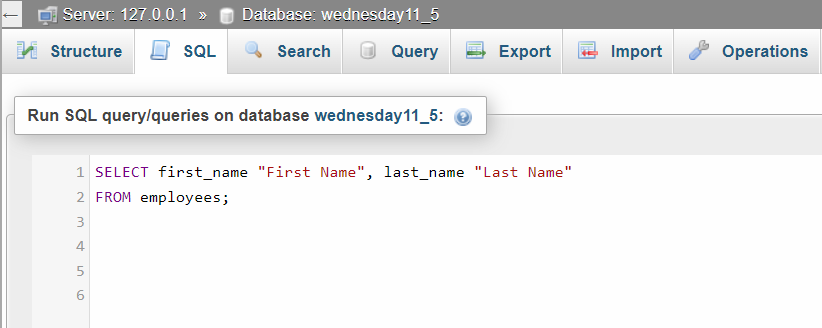 ← Server: 127.0.0.1 » Database: wednesday11_5
Structure SQL Search Query Export Import Operations
Run SQL query/queries on database wednesday11_5:
1 SELECT first_name "First Name", last_name "Last Name"
2 FROM employees;
3
4
5
6